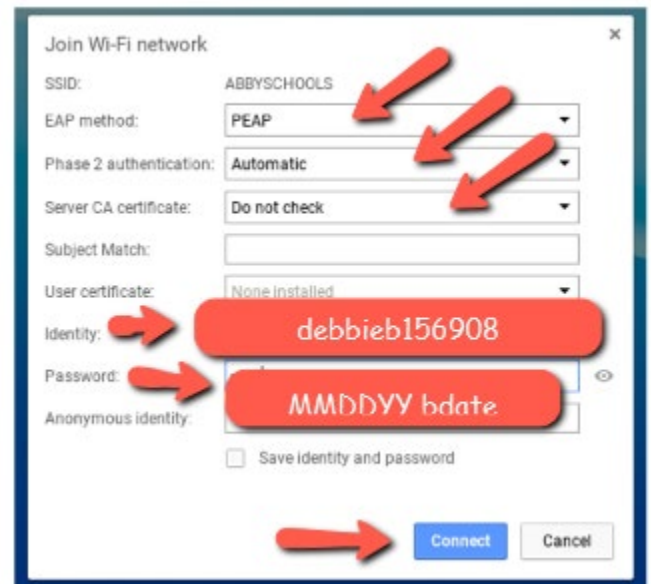 Join Wi-Fi network ×
SSID: ABBYSCHOOLS
EAP method: PEAP
Phase 2 authentication: Automatic
Server CA certificate: Do not check
Subject Match:
User certificate: None installed
Identity: debbieb156908
Password: MMDDYY bdate
Anonymous identity:
Save identity and password
Connect Cancel